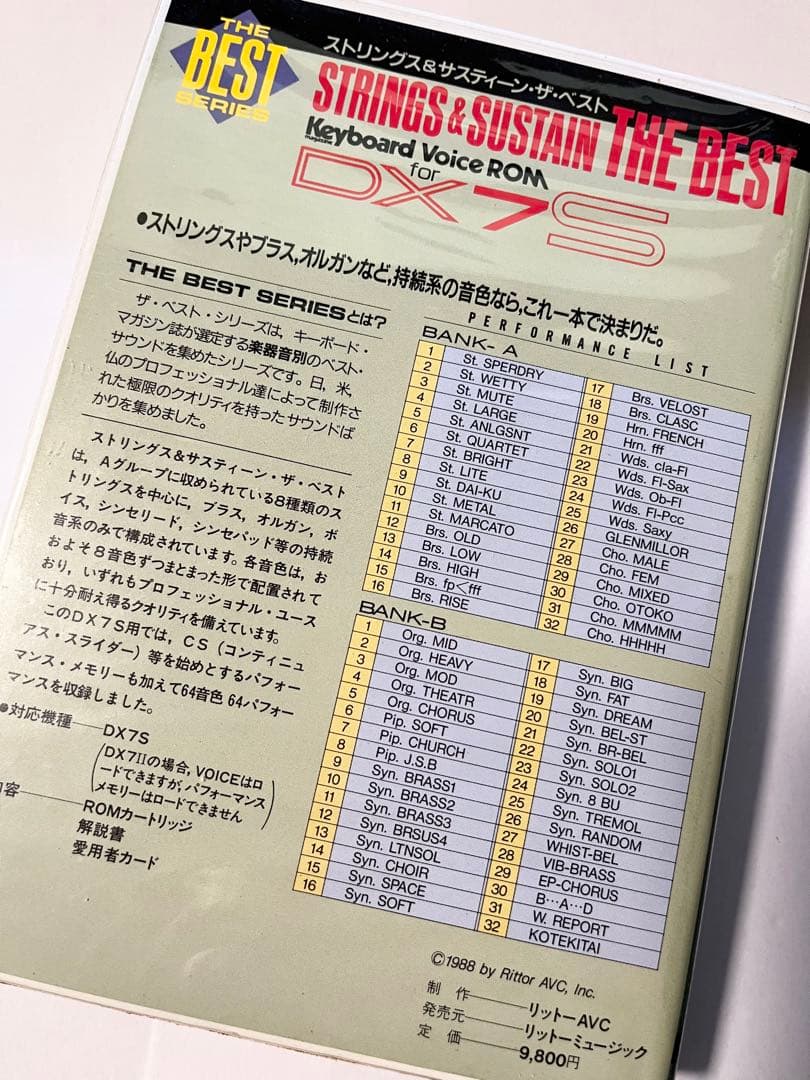 THE
BEST
SERIES
ストリングス&サスティーン・ザ・ベスト
STRINGS & SUSTAIN THE BEST
Keyboard magazine Voice ROM
for
DX7S
●ストリングスやブラス,オルガンなど,持続系の音色なら,これ一本で決まりだ。
THE BEST SERIESとは?
ザ・ベスト・シリーズは,キーボード・
マガジン誌が選定する楽器音別のベスト・
サウンドを集めたシリーズです。日,米,
仏のプロフェッショナル達によって制作さ
れた極限のクオリティを持ったサウンドば
かりを集めました。
ストリングス&サスティーン・ザ・ベスト
は,Aグループに収められている8種類のス
トリングスを中心に,ブラス,オルガン,ボ
イス,シンセリード,シンセパッド等の持続
音系のみで構成されています。各音色は,お
およそ8音色ずつまとまった形で配置されて
おり,いずれもプロフェッショナル・ユース
に十分耐え得るクオリティを備えています。
このDX7S用では,CS(コンティニュ
アス・スライダー)等を始めとするパフォー
マンス・メモリーも加えて64音色64パフォー
マンスを収録しました。
●対応機種 DX7S
(DX7IIの場合,VOICEはロ
ードできますが,パフォーマンス
メモリーはロードできません)
内容 ROMカートリッジ
解説書
愛用者カード
PERFORMANCE LIST
BANK-A
1 St. SPERDRY
2 St. WETTY
3 St. MUTE
4 St. LARGE
5 St. ANLGSNT
6 St. QUARTET
7 St. BRIGHT
8 St. LITE
9 St. DAI-KU
10 St. METAL
11 St. MARCATO
12 Brs. OLD
13 Brs. LOW
14 Brs. HIGH
15 Brs. fp<fff
16 Brs. RISE
17 Brs. VELOST
18 Brs. CLASC
19 Hrn. FRENCH
20 Hrn. fff
21 Wds. cla-Fl
22 Wds. Fl-Sax
23 Wds. Ob-Fl
24 Wds. Fl-Pcc
25 Wds. Saxy
26 GLENMILLOR
27 Cho. MALE
28 Cho. FEM
29 Cho. MIXED
30 Cho. OTOKO
31 Cho. MMMMM
32 Cho. HHHHH
BANK-B
1 Org. MID
2 Org. HEAVY
3 Org. MOD
4 Org. THEATR
5 Org. CHORUS
6 Pip. SOFT
7 Pip. CHURCH
8 Pip. J.S.B
9 Syn. BRASS1
10 Syn. BRASS2
11 Syn. BRASS3
12 Syn. BRSUS4
13 Syn. LTNSOL
14 Syn. CHOIR
15 Syn. SPACE
16 Syn. SOFT
17 Syn. BIG
18 Syn. FAT
19 Syn. DREAM
20 Syn. BEL-ST
21 Syn. BR-BEL
22 Syn. SOLO1
23 Syn. SOLO2
24 Syn. 8 BU
25 Syn. TREMOL
26 Syn. RANDOM
27 WHIST-BEL
28 VIB-BRASS
29 EP-CHORUS
30 B…A…D
31 W. REPORT
32 KOTEKITAI
©1988 by Rittor AVC, Inc.
制作 リットーAVC
発売元 リットーミュージック
定価 9,800円